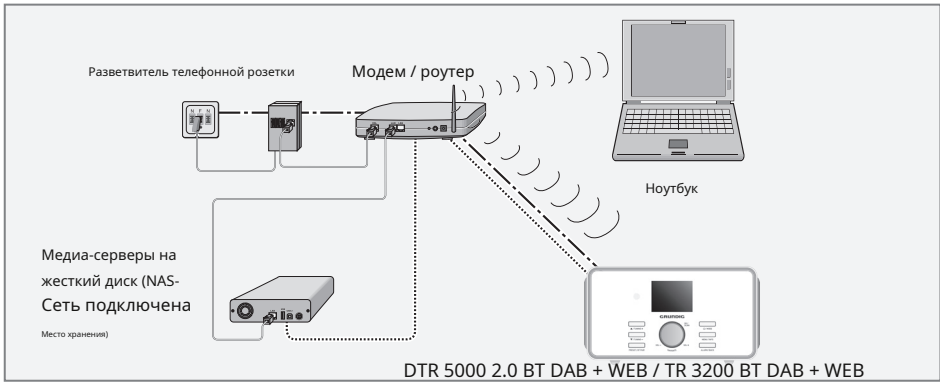 Разветвитель телефонной розетки
Модем / роутер
N F N
Ноутбук
Медиа-серверы на
жесткий диск (NAS-
Сеть подключена
Место хранения)
GRUNDIG
DTR 5000 2.0 BT DAB + WEB / TR 3200 BT DAB + WEB